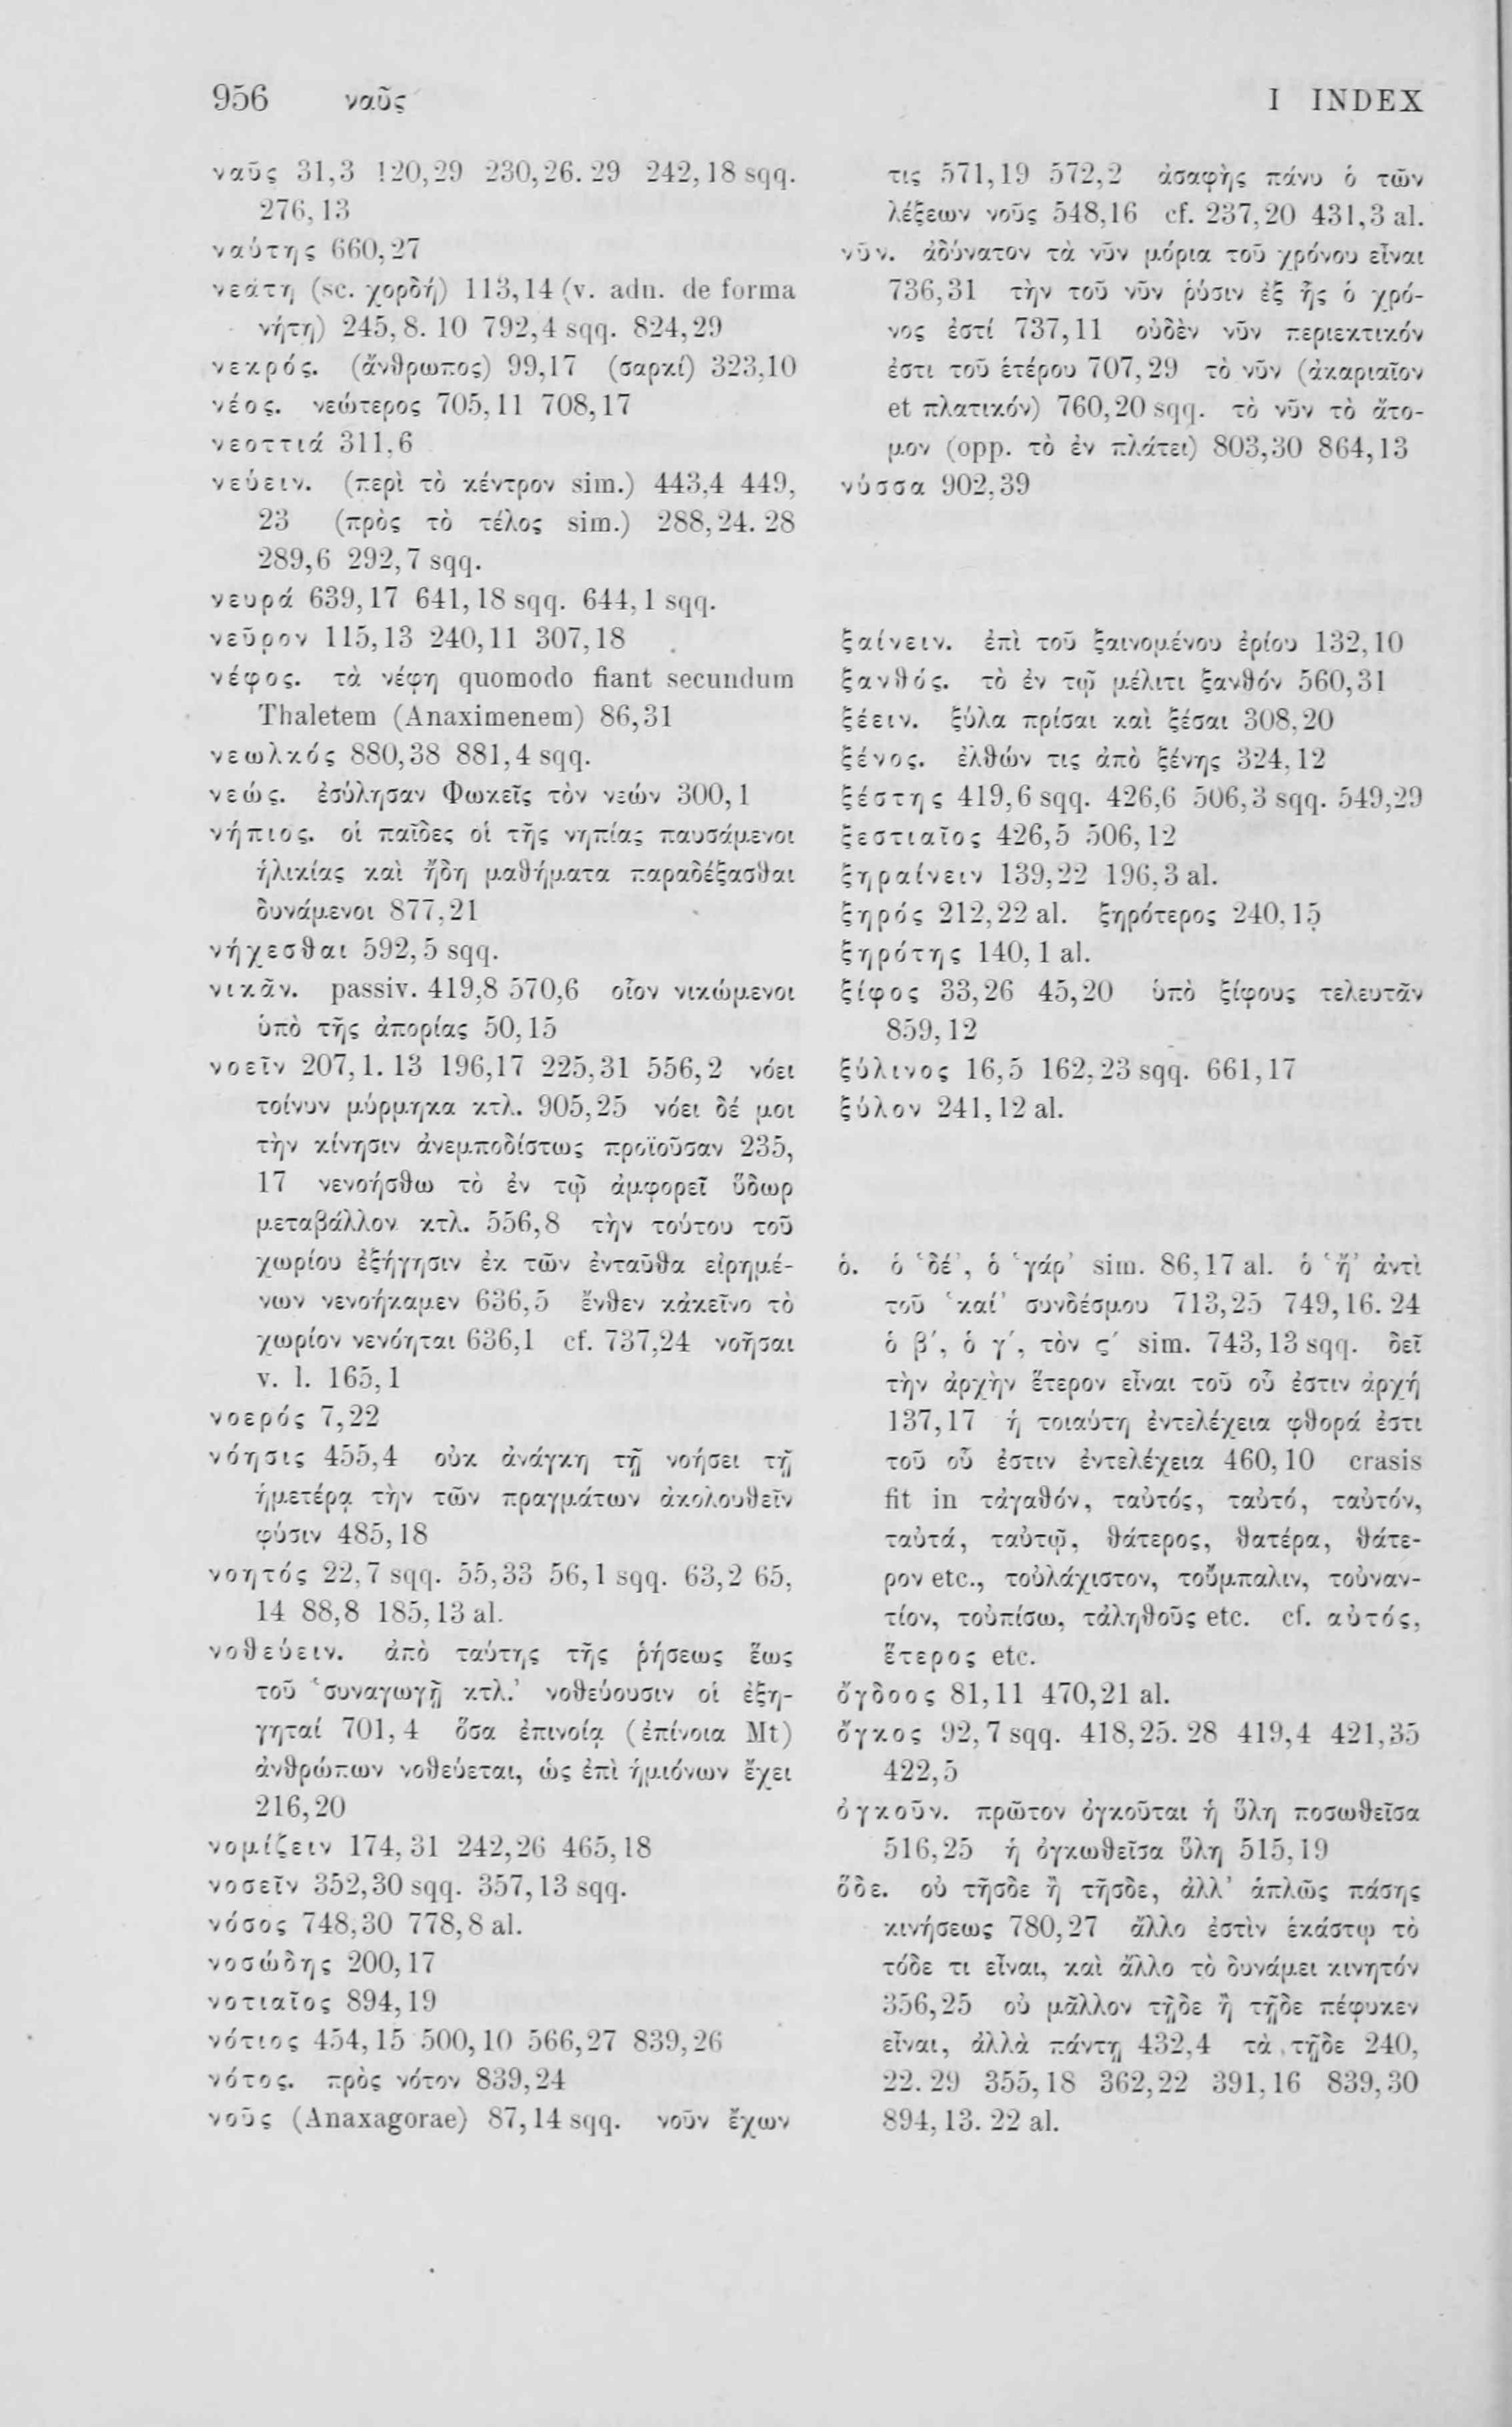 956 ναῦς I INDEX
ναῦς 31,3 120,29 230,26. 29 242,18 sqq.
276,13
ναύτης 660,27
νεάτη (sc. χορδή) 113,14 (v. adn. de forma
νήτη) 245,8. 10 792,4 sqq. 824,29
νεκρός. (ἄνθρωπος) 99,17 (σαρκί) 323,10
νέος. νεώτερος 705,11 708,17
νεοττιά 311,6
νεύειν. (περὶ τὸ κέντρον sim.) 443,4 449,
23 (πρὸς τὸ τέλος sim.) 288,24. 28
289,6 292,7 sqq.
νευρά 639,17 641,18 sqq. 644,1 sqq.
νεῦρον 115,13 240,11 307,18
νέφος. τὰ νέφη quomodo fiant secundum
Thaletem (Anaximenem) 86,31
νεωλκός 880,38 881,4 sqq.
νεώς. ἐσύλησαν Φωκεῖς τὸν νεών 300,1
νήπιος. οἱ παῖδες οἱ τῆς νηπίας παυσάμενοι
ἡλικίας καὶ ἤδη μαθήματα παραδέξασθαι
δυνάμενοι 877,21
νήχεσθαι 592,5 sqq.
νικᾶν. passiv. 419,8 570,6 οἷον νικώμενοι
ὑπὸ τῆς ἀπορίας 50,15
νοεῖν 207,1. 13 196,17 225,31 556,2 νόει
τοίνυν μύρμηκα κτλ. 905,25 νόει δέ μοι
τὴν κίνησιν ἀνεμποδίστως προϊοῦσαν 235,
17 νενοήσθω τὸ ἐν τῷ ἀμφορεῖ ὕδωρ
μεταβάλλον κτλ. 556,8 τὴν τούτου τοῦ
χωρίου ἐξήγησιν ἐκ τῶν ἐνταῦθα εἰρημέ-
νων νενοήκαμεν 636,5 ἔνθεν κἀκεῖνο τὸ
χωρίον νενόηται 636,1 cf. 737,24 νοῆσαι
v. l. 165,1
νοερός 7,22
νόησις 455,4 οὐκ ἀνάγκη τῇ νοήσει τῇ
ἡμετέρᾳ τὴν τῶν πραγμάτων ἀκολουθεῖν
φύσιν 485,18
νοητός 22,7 sqq. 55,33 56,1 sqq. 63,2 65,
14 88,8 185,13 al.
νοθεύειν. ἀπὸ ταύτης τῆς ῥήσεως ἕως
τοῦ ‘συναγωγῇ κτλ.’ νοθεύουσιν οἱ ἐξη-
γηταί 701,4 ὅσα ἐπινοίᾳ (ἐπίνοια Mt)
ἀνθρώπων νοθεύεται, ὡς ἐπὶ ἡμιόνων ἔχει
216,20
νομίζειν 174,31 242,26 465,18
νοσεῖν 352,30 sqq. 357,13 sqq.
νόσος 748,30 778,8 al.
νοσώδης 200,17
νοτιαῖος 894,19
νότιος 454,15 500,10 566,27 839,26
νότος. πρὸς νότον 839,24
νοῦς (Anaxagorae) 87,14 sqq. νοῦν ἔχων
τις 571,19 572,2 ἀσαφὴς πάνυ ὁ τῶν
λέξεων νοῦς 548,16 cf. 237,20 431,3 al.
νῦν. ἀδύνατον τὰ νῦν μόρια τοῦ χρόνου εἶναι
736,31 τὴν τοῦ νῦν ῥύσιν ἐξ ἧς ὁ χρό-
νος ἐστί 737,11 οὐδὲν νῦν περιεκτικόν
ἐστι τοῦ ἑτέρου 707,29 τὸ νῦν (ἀκαριαῖον
et πλατικόν) 760,20 sqq. τὸ νῦν τὸ ἄτο-
μον (opp. τὸ ἐν πλάτει) 803,30 864,13
νύσσα 902,39
ξαίνειν. ἐπὶ τοῦ ξαινομένου ἐρίου 132,10
ξανθός. τὸ ἐν τῷ μέλιτι ξανθόν 560,31
ξέειν. ξύλα πρίσαι καὶ ξέσαι 308,20
ξένος. ἐλθών τις ἀπὸ ξένης 324,12
ξέστης 419,6 sqq. 426,6 506,3 sqq. 549,29
ξεστιαῖος 426,5 506,12
ξηραίνειν 139,22 196,3 al.
ξηρός 212,22 al. ξηρότερος 240,15
ξηρότης 140,1 al.
ξίφος 33,26 45,20 ὑπὸ ξίφους τελευτᾶν
859,12
ξύλινος 16,5 162,23 sqq. 661,17
ξύλον 241,12 al.
ὁ. ὁ ‘δέ’, ὁ ‘γάρ’ sim. 86,17 al. ὁ ‘ἤ’ ἀντὶ
τοῦ ‘καί’ συνδέσμου 713,25 749,16. 24
ὁ β′, ὁ γ′, τὸν ς′ sim. 743,13 sqq. δεῖ
τὴν ἀρχὴν ἕτερον εἶναι τοῦ οὗ ἐστιν ἀρχή
137,17 ἡ τοιαύτη ἐντελέχεια φθορά ἐστι
τοῦ οὗ ἐστιν ἐντελέχεια 460,10 crasis
fit in τἀγαθόν, ταὐτός, ταὐτό, ταὐτόν,
ταὐτά, ταὐτῷ, θάτερος, θατέρα, θάτε-
ρον etc., τοὐλάχιστον, τοὔμπαλιν, τοὐναν-
τίον, τοὐπίσω, τἀληθοῦς etc. cf. αὐτός,
ἕτερος etc.
ὄγδοος 81,11 470,21 al.
ὄγκος 92,7 sqq. 418,25. 28 419,4 421,35
422,5
ὀγκοῦν. πρῶτον ὀγκοῦται ἡ ὕλη ποσωθεῖσα
516,25 ἡ ὀγκωθεῖσα ὕλη 515,19
ὅδε. οὐ τῆσδε ἢ τῆσδε, ἀλλ’ ἁπλῶς πάσης
κινήσεως 780,27 ἄλλο ἐστὶν ἑκάστῳ τὸ
τόδε τι εἶναι, καὶ ἄλλο τὸ δυνάμει κινητόν
356,25 οὐ μᾶλλον τῇδε ἢ τῇδε πέφυκεν
εἶναι, ἀλλὰ πάντῃ 432,4 τὰ τῇδε 240,
22. 29 355,18 362,22 391,16 839,30
894,13. 22 al.